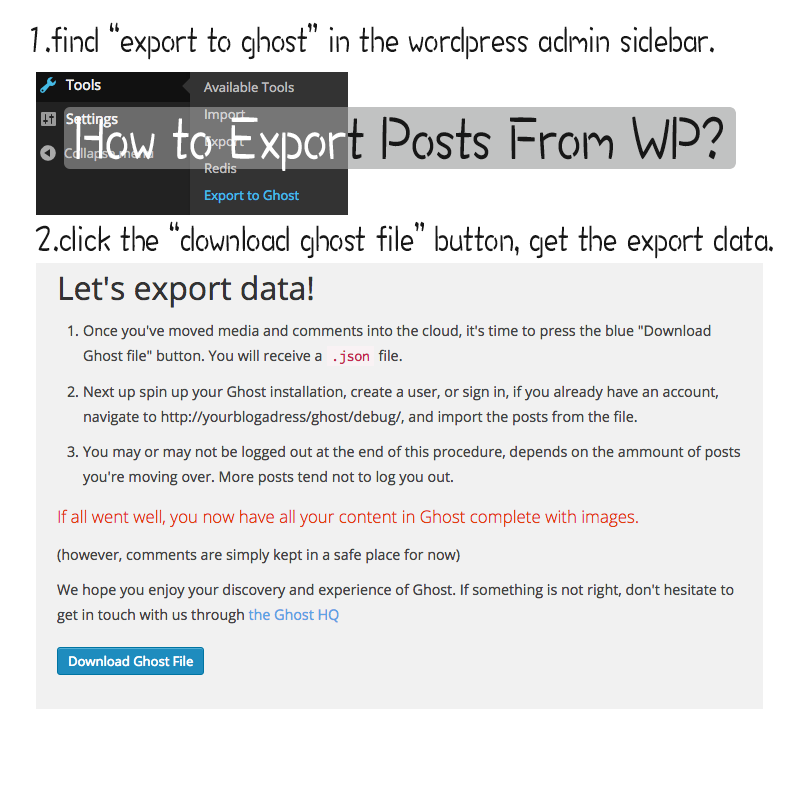 1.find “export to ghost” in the wordpress admin sidebar.
Tools
Available Tools
Settings
Import
How to Export Posts From WP?
Export
Collapse menu
Redis
Export to Ghost
2.click the “download ghost file” button, get the export data.
Let's export data!
1. Once you've moved media and comments into the cloud, it's time to press the blue "Download
Ghost file" button. You will receive a .json file.
2. Next up spin up your Ghost installation, create a user, or sign in, if you already have an account,
navigate to http://yourblogadress/ghost/debug/, and import the posts from the file.
3. You may or may not be logged out at the end of this procedure, depends on the ammount of posts
you're moving over. More posts tend not to log you out.
If all went well, you now have all your content in Ghost complete with images.
(however, comments are simply kept in a safe place for now)
We hope you enjoy your discovery and experience of Ghost. If something is not right, don't hesitate to
get in touch with us through the Ghost HQ
Download Ghost File